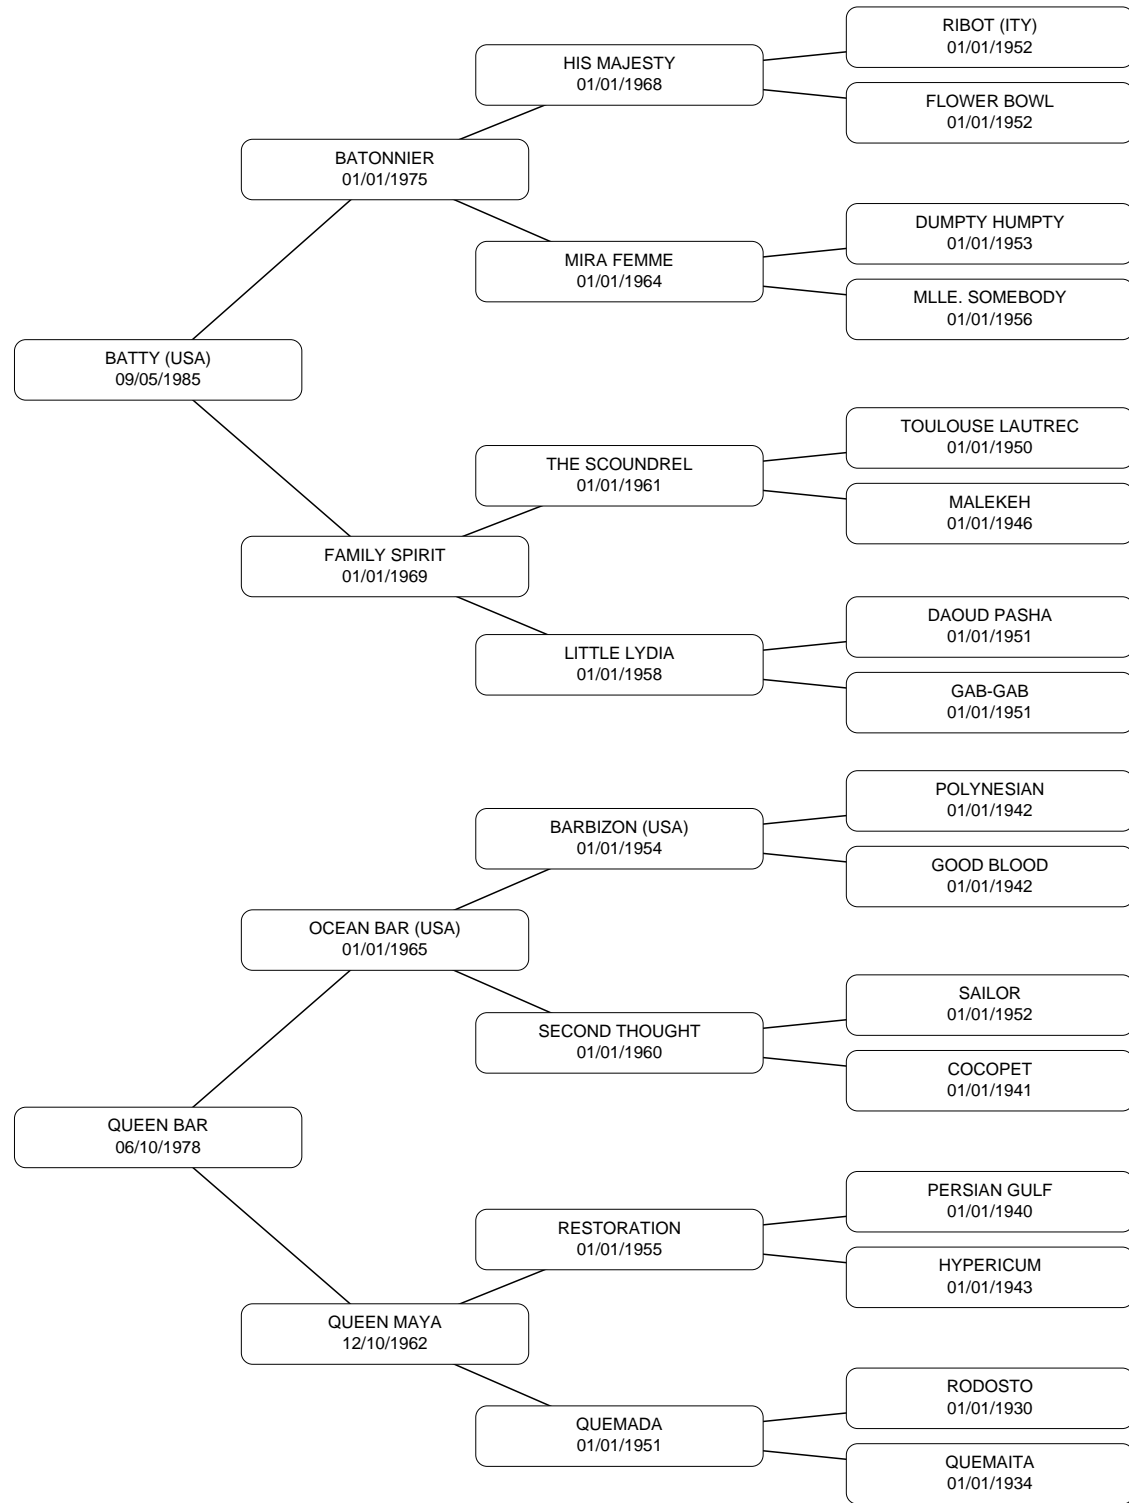 RIBOT (ITY)
01/01/1952
HIS MAJESTY
01/01/1968
FLOWER BOWL
01/01/1952
BATONNIER
01/01/1975
DUMPTY HUMPTY
01/01/1953
MIRA FEMME
01/01/1964
MLLE. SOMEBODY
01/01/1956
BATTY (USA)
09/05/1985
TOULOUSE LAUTREC
01/01/1950
THE SCOUNDREL
01/01/1961
MALEKEH
01/01/1946
FAMILY SPIRIT
01/01/1969
DAOUD PASHA
01/01/1951
LITTLE LYDIA
01/01/1958
GAB-GAB
01/01/1951
POLYNESIAN
01/01/1942
BARBIZON (USA)
01/01/1954
GOOD BLOOD
01/01/1942
OCEAN BAR (USA)
01/01/1965
SAILOR
01/01/1952
SECOND THOUGHT
01/01/1960
COCOPET
01/01/1941
QUEEN BAR
06/10/1978
PERSIAN GULF
01/01/1940
RESTORATION
01/01/1955
HYPERICUM
01/01/1943
QUEEN MAYA
12/10/1962
RODOSTO
01/01/1930
QUEMADA
01/01/1951
QUEMAITA
01/01/1934